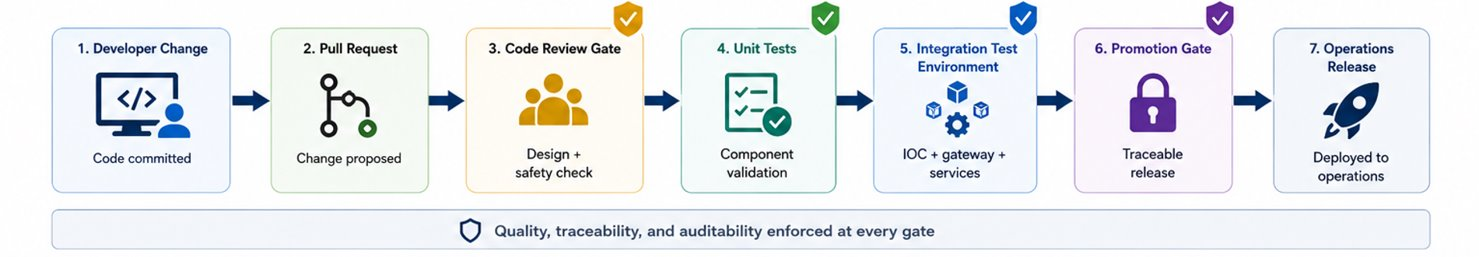 1. Developer Change
</>
Code committed
2. Pull Request
Change proposed
3. Code Review Gate
Design +
safety check
4. Unit Tests
Component
validation
5. Integration Test
Environment
IOC + gateway +
services
6. Promotion Gate
Traceable
release
7. Operations
Release
Deployed to
operations
Quality, traceability, and auditability enforced at every gate